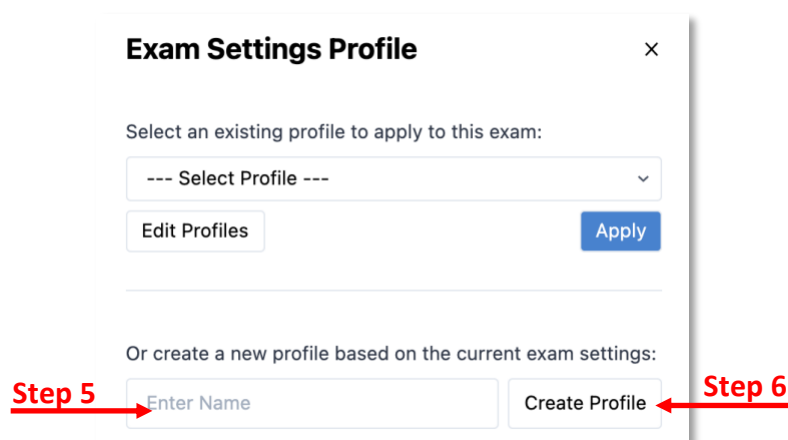 Exam Settings Profile ×
Select an existing profile to apply to this exam:
--- Select Profile ---
Edit Profiles Apply
Or create a new profile based on the current exam settings:
Step 5 Enter Name Create Profile Step 6